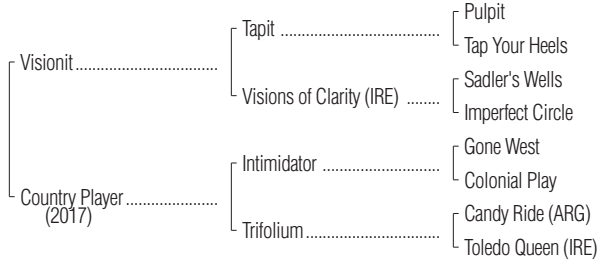 Pulpit
Tapit ..........................................
Tap Your Heels
Visionit.....................................
Sadler's Wells
Visions of Clarity (IRE) ........
Imperfect Circle
Gone West
Intimidator ..............................
Colonial Play
Country Player........................
(2017)
Candy Ride (ARG)
Trifolium...................................
Toledo Queen (IRE)